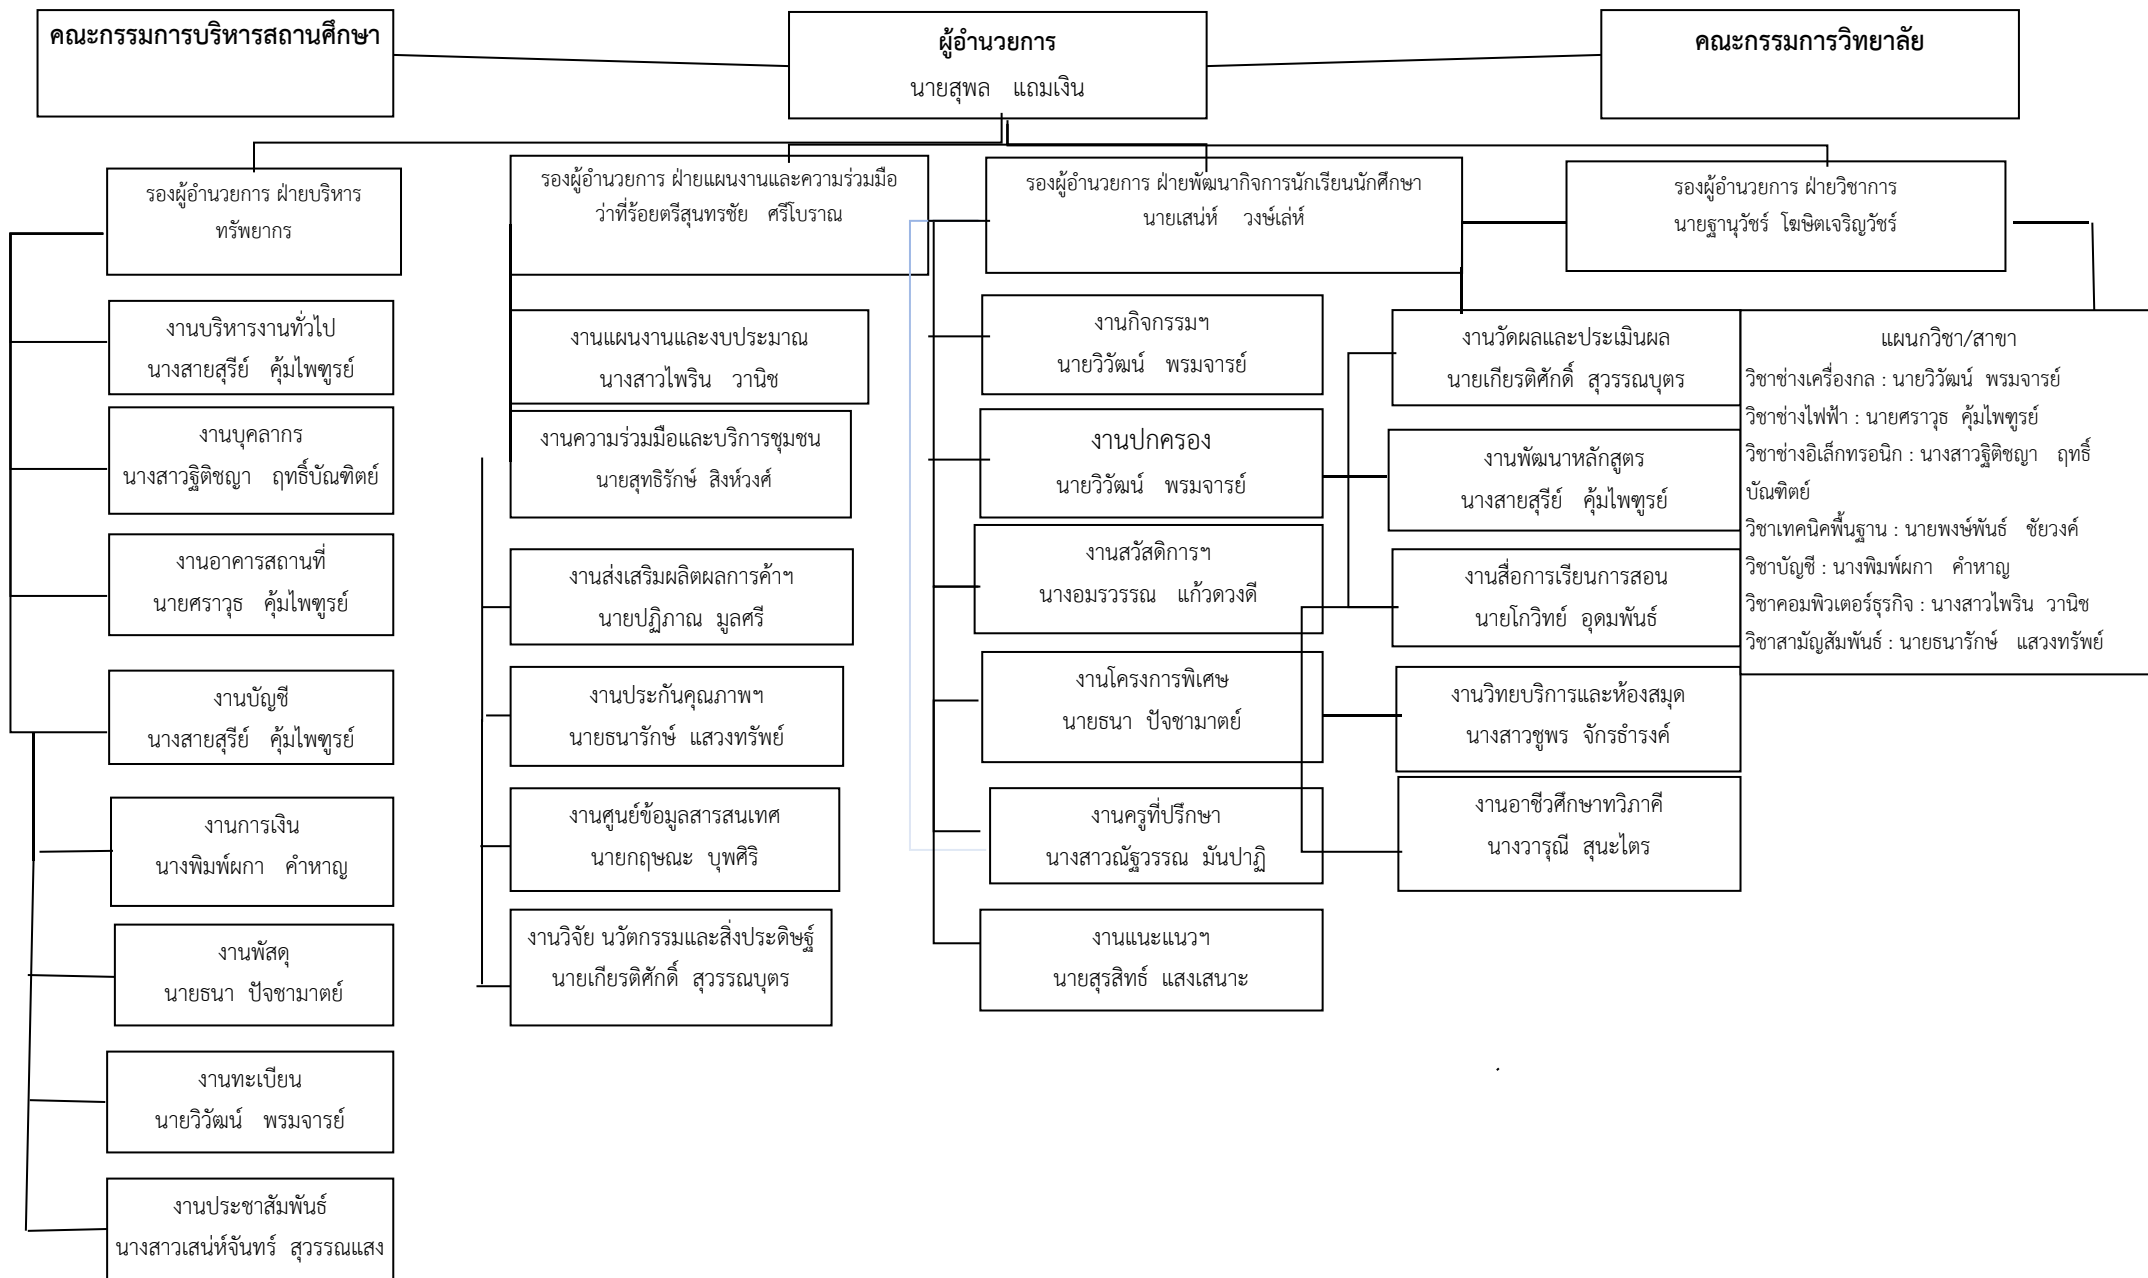 คณะกรรมการบริหารสถานศึกษา
ผู้อำนวยการ
นายสุพล แถมเงิน
คณะกรรมการวิทยาลัย
รองผู้อำนวยการ ฝ่ายบริหาร
ทรัพยากร
รองผู้อำนวยการ ฝ่ายแผนงานและความร่วมมือ
ว่าที่ร้อยตรีสุนทรชัย ศรีโบราณ
รองผู้อำนวยการ ฝ่ายพัฒนากิจการนักเรียนนักศึกษา
นายเสน่ห์ วงษ์เล่ห์
รองผู้อำนวยการ ฝ่ายวิชาการ
นายฐานุวัชร์ โฆษิตเจริญวัชร์
งานบริหารงานทั่วไป
นางสายสุรีย์ คุ้มไพฑูรย์
งานบุคลากร
นางสาวฐิติชญา ฤทธิ์บัณฑิตย์
งานอาคารสถานที่
นายศราวุธ คุ้มไพฑูรย์
งานบัญชี
นางสายสุรีย์ คุ้มไพฑูรย์
งานการเงิน
นางพิมพ์ผกา คำหาญ
งานพัสดุ
นายธนา ปัจชามาตย์
งานทะเบียน
นายวิวัฒน์ พรมจารย์
งานประชาสัมพันธ์
นางสาวเสน่ห์จันทร์ สุวรรณแสง
งานแผนงานและงบประมาณ
นางสาวไพริน วานิช
งานความร่วมมือและบริการชุมชน
นายสุทธิรักษ์ สิงห์วงศ์
งานส่งเสริมผลิตผลการค้าฯ
นายปฏิภาณ มูลศรี
งานประกันคุณภาพฯ
นายธนารักษ์ แสวงทรัพย์
งานศูนย์ข้อมูลสารสนเทศ
นายกฤษณะ บุพศิริ
งานวิจัย นวัตกรรมและสิ่งประดิษฐ์
นายเกียรติศักดิ์ สุวรรณบุตร
งานกิจกรรมฯ
นายวิวัฒน์ พรมจารย์
งานปกครอง
นายวิวัฒน์ พรมจารย์
งานสวัสดิการฯ
นางอมรวรรณ แก้วดวงดี
งานโครงการพิเศษ
นายธนา ปัจชามาตย์
งานครูที่ปรึกษา
นางสาวณัฐวรรณ มันปาฏิ
งานแนะแนวฯ
นายสุรสิทธ์ แสงเสนาะ
งานวัดผลและประเมินผล
นายเกียรติศักดิ์ สุวรรณบุตร
งานพัฒนาหลักสูตร
นางสายสุรีย์ คุ้มไพฑูรย์
งานสื่อการเรียนการสอน
นายโกวิทย์ อุดมพันธ์
งานวิทยบริการและห้องสมุด
นางสาวชูพร จักรธำรงค์
งานอาชีวศึกษาทวิภาคี
นางวารุณี สุนะไตร
แผนกวิชา/สาขา
วิชาช่างเครื่องกล : นายวิวัฒน์ พรมจารย์
วิชาช่างไฟฟ้า : นายศราวุธ คุ้มไพฑูรย์
วิชาช่างอิเล็กทรอนิก : นางสาวฐิติชญา ฤทธิ์
บัณฑิตย์
วิชาเทคนิคพื้นฐาน : นายพงษ์พันธ์ ชัยวงค์
วิชาบัญชี : นางพิมพ์ผกา คำหาญ
วิชาคอมพิวเตอร์ธุรกิจ : นางสาวไพริน วานิช
วิชาสามัญสัมพันธ์ : นายธนารักษ์ แสวงทรัพย์